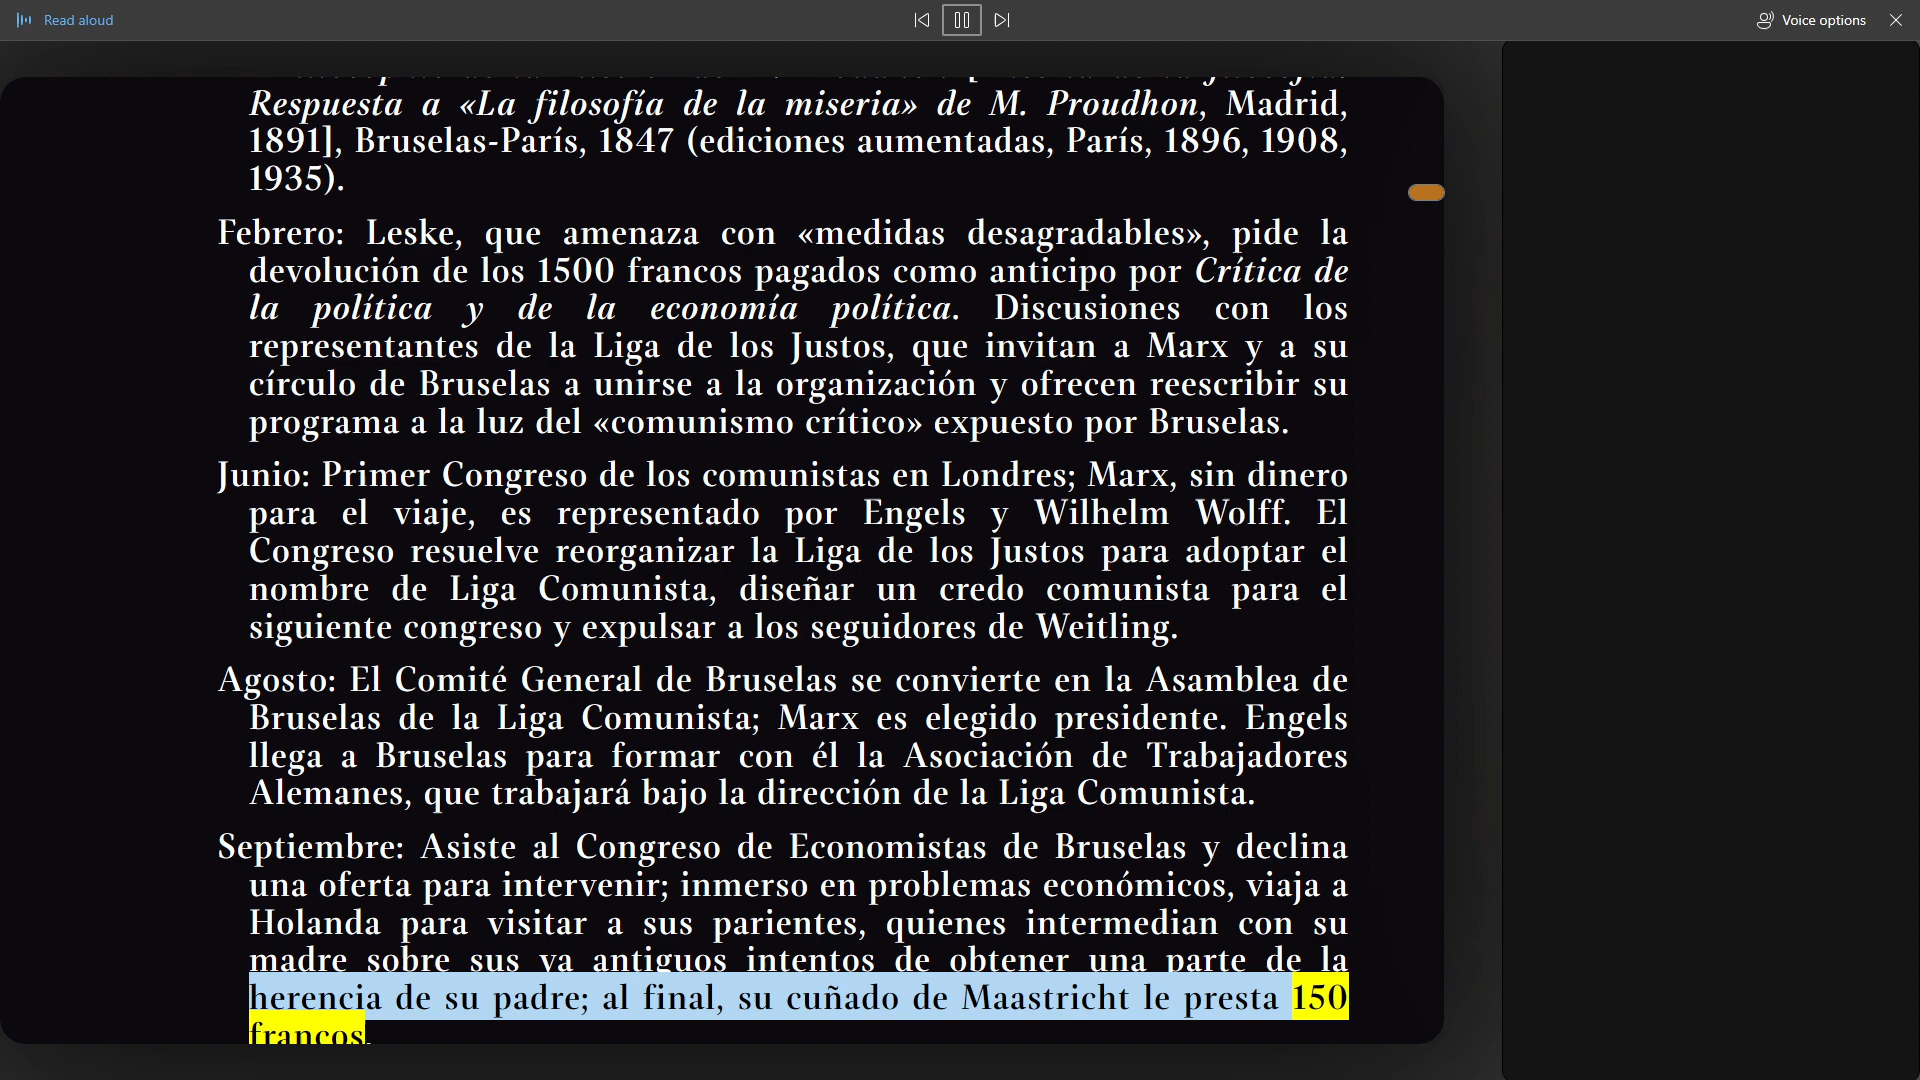 Read aloud
Voice options
Respuesta a «La filosofía de la miseria» de M. Proudhon, Madrid,
1891], Bruselas-París, 1847 (ediciones aumentadas, París, 1896, 1908,
1935).
Febrero: Leske, que amenaza con «medidas desagradables», pide la
devolución de los 1500 francos pagados como anticipo por Crítica de
la política y de la economía política. Discusiones con los
representantes de la Liga de los Justos, que invitan a Marx y a su
círculo de Bruselas a unirse a la organización y ofrecen reescribir su
programa a la luz del «comunismo crítico» expuesto por Bruselas.
Junio: Primer Congreso de los comunistas en Londres; Marx, sin dinero
para el viaje, es representado por Engels y Wilhelm Wolff. El
Congreso resuelve reorganizar la Liga de los Justos para adoptar el
nombre de Liga Comunista, diseñar un credo comunista para el
siguiente congreso y expulsar a los seguidores de Weitling.
Agosto: El Comité General de Bruselas se convierte en la Asamblea de
Bruselas de la Liga Comunista; Marx es elegido presidente. Engels
llega a Bruselas para formar con él la Asociación de Trabajadores
Alemanes, que trabajará bajo la dirección de la Liga Comunista.
Septiembre: Asiste al Congreso de Economistas de Bruselas y declina
una oferta para intervenir; inmerso en problemas económicos, viaja a
Holanda para visitar a sus parientes, quienes intermedian con su
madre sobre sus ya antiguos intentos de obtener una parte de la
herencia de su padre; al final, su cuñado de Maastricht le presta 150
francos.